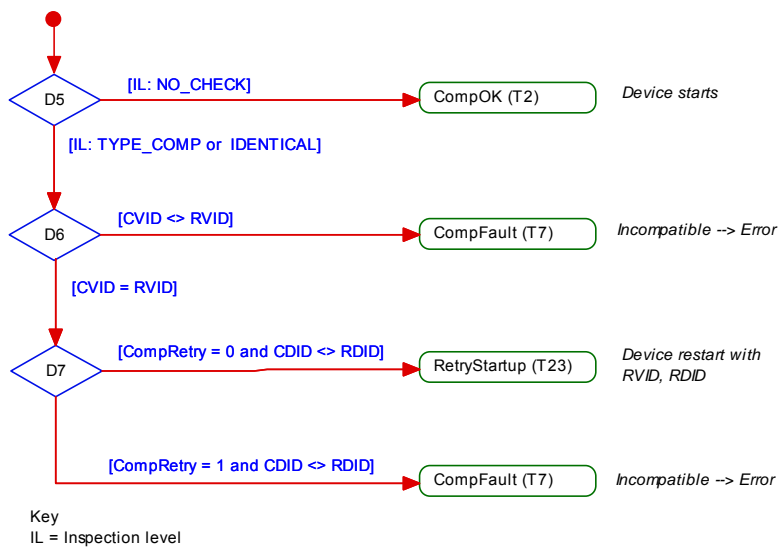 [IL: NO_CHECK]
D5
CompOK (T2)
Device starts
[IL: TYPE_COMP or IDENTICAL]
[CVID <> RVID]
D6
CompFault (T7)
Incompatible --> Error
[CVID = RVID]
[CompRetry = 0 and CDID <> RDID]
D7
RetryStartup (T23)
Device restart with
RVID, RDID
[CompRetry = 1 and CDID <> RDID]
CompFault (T7)
Incompatible --> Error
Key
IL = Inspection level